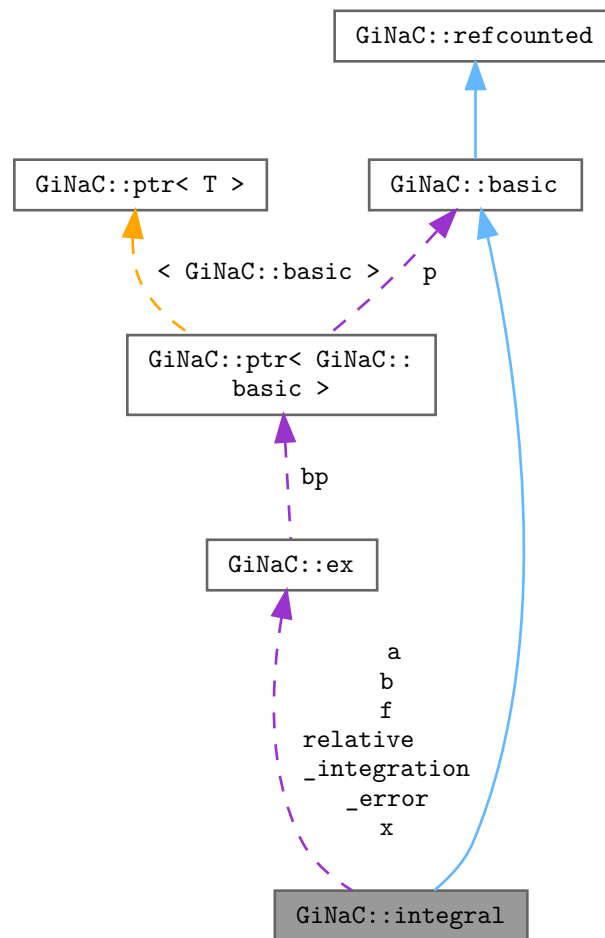 GiNaC::refcounted
GiNaC::ptr< T >
GiNaC::basic
< GiNaC::basic >
p
GiNaC::ptr< GiNaC::
basic >
bp
GiNaC::ex
a
b
f
relative
_integration
_error
x
GiNaC::integral